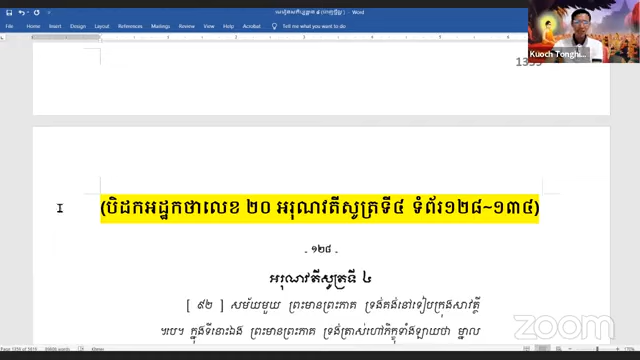 File Home Insert Design Layout References Mailings Review View Help Acrobat Tell me what you want to do
Kuoch Tonghi...
(បិដកអដ្ឋកថាលេខ ២០ អរុណវតីសូត្រទី៤ ទំព័រ១២៨~១៣៤)
- ១២៨ -
អរុណវតីសូត្រទី ៤
[ ៩២ ] សម័យមួយ ព្រះមានព្រះភាគ ទ្រង់គង់នៅទៀបក្រុងសាវត្ថី
៕បេ។ ក្នុងទីនោះឯង ព្រះមានព្រះភាគ ទ្រង់ត្រាស់ហៅភិក្ខុទាំងឡាយថា ម្នាល
zoom